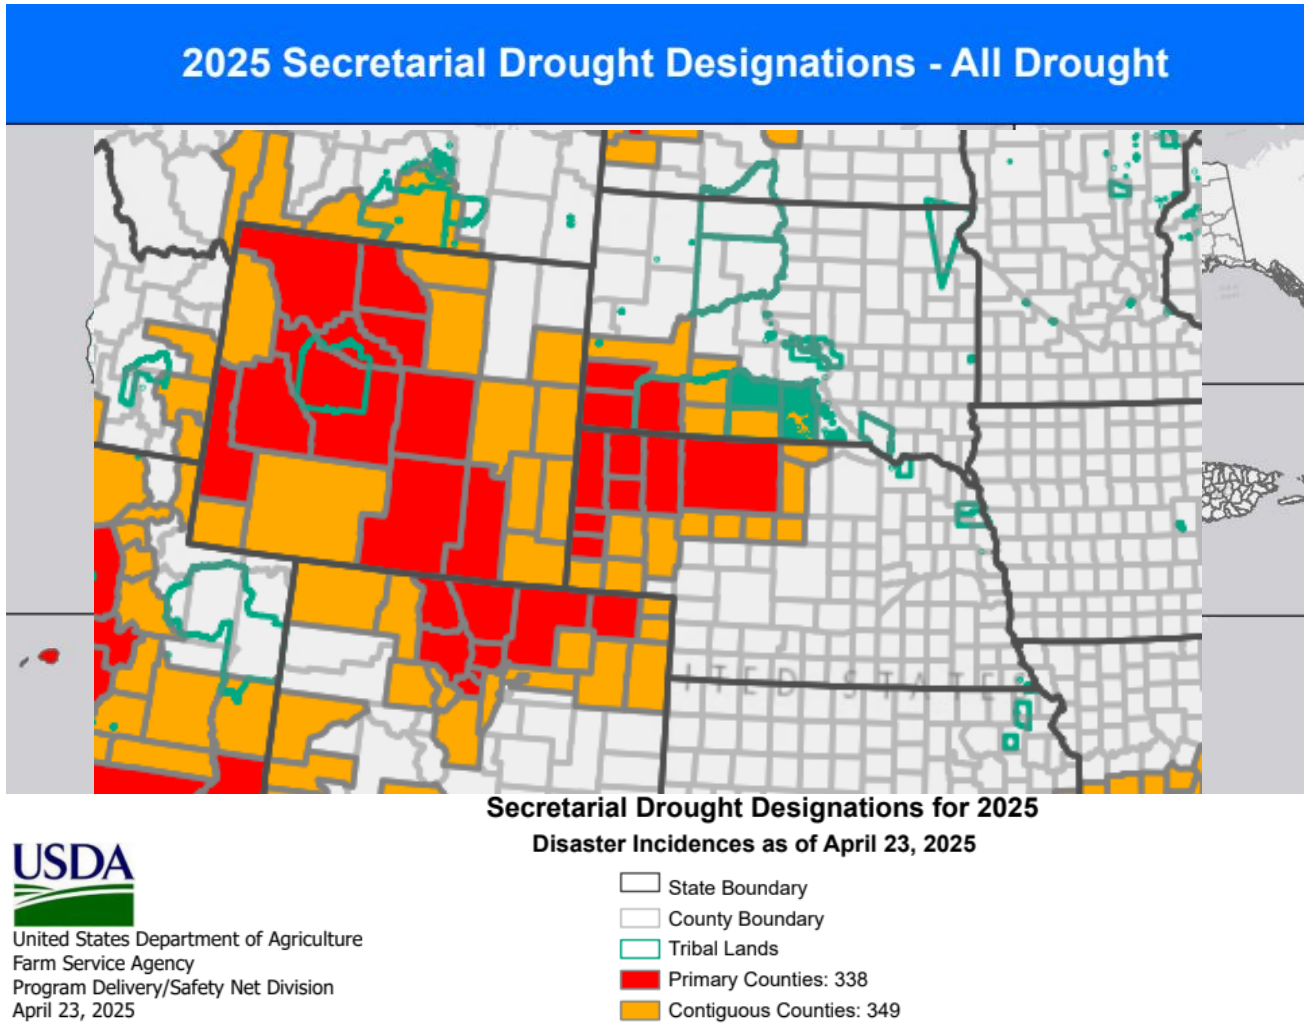 2025 Secretarial Drought Designations - All Drought
ITED STATE
Secretarial Drought Designations for 2025
Disaster Incidences as of April 23, 2025
State Boundary
County Boundary
Tribal Lands
Primary Counties: 338
Contiguous Counties: 349
USDA
United States Department of Agriculture
Farm Service Agency
Program Delivery/Safety Net Division
April 23, 2025